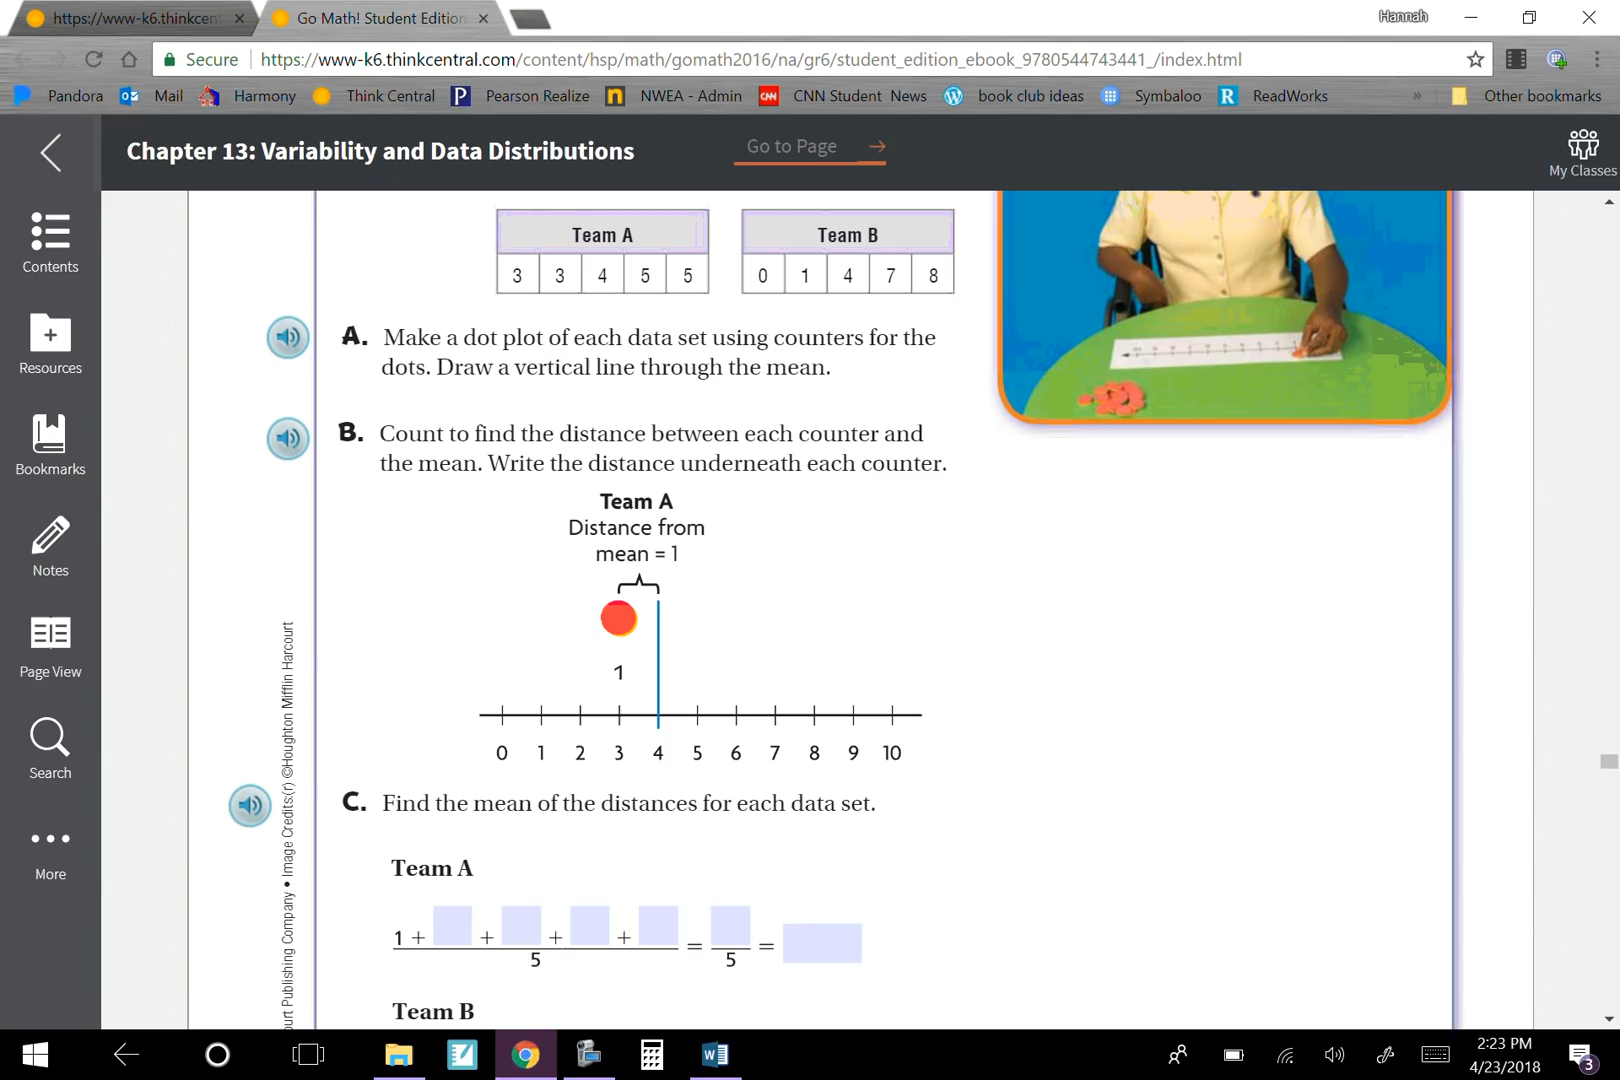 https://www-k6.thinkcent
Go Math! Student Edition
Hannah
Secure
https://www-k6.thinkcentral.com/content/hsp/math/gomath2016/na/gr6/student_edition_ebook_9780544743441_/index.html
Pandora Mail Harmony Think Central Pearson Realize NWEA - Admin CNN Student News book club ideas Symbaloo ReadWorks » Other bookmarks
Chapter 13: Variability and Data Distributions
Go to Page
My Classes
Contents
Resources
Bookmarks
Notes
Page View
Search
More
Team A
3 3 4 5 5
Team B
0 1 4 7 8
A. Make a dot plot of each data set using counters for the
dots. Draw a vertical line through the mean.
B. Count to find the distance between each counter and
the mean. Write the distance underneath each counter.
Team A
Distance from
mean = 1
1
0 1 2 3 4 5 6 7 8 9 10
C. Find the mean of the distances for each data set.
Team A
1 + + + + = =
5 5
Team B
ourt Publishing Company • Image Credits:(r) ©Houghton Mifflin Harcourt
2:23 PM
4/23/2018
3